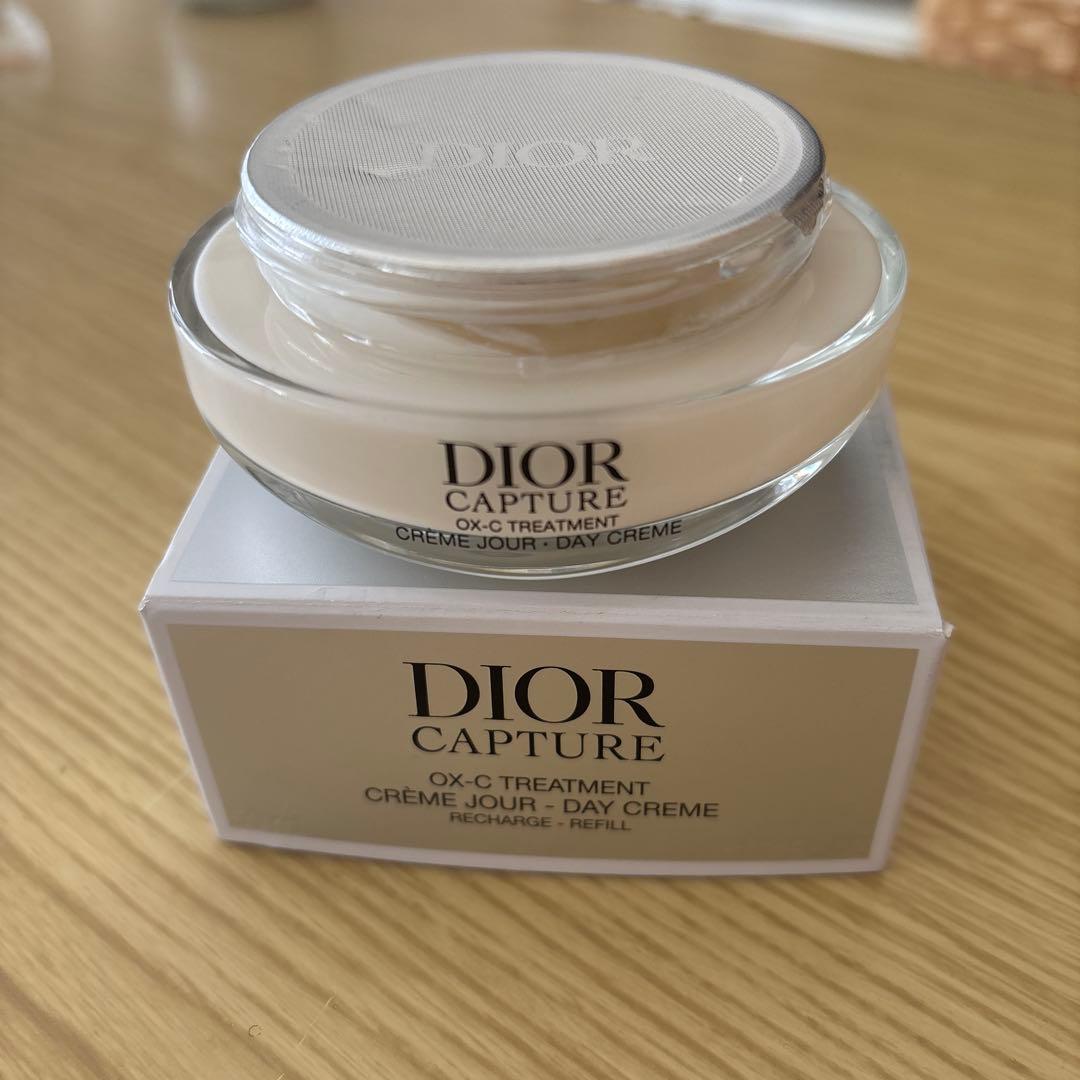 DIOR
DIOR
CAPTURE
OX-C TREATMENT
CRÈME JOUR · DAY CREME
DIOR
CAPTURE
OX-C TREATMENT
CRÈME JOUR - DAY CREME
RECHARGE - REFILL